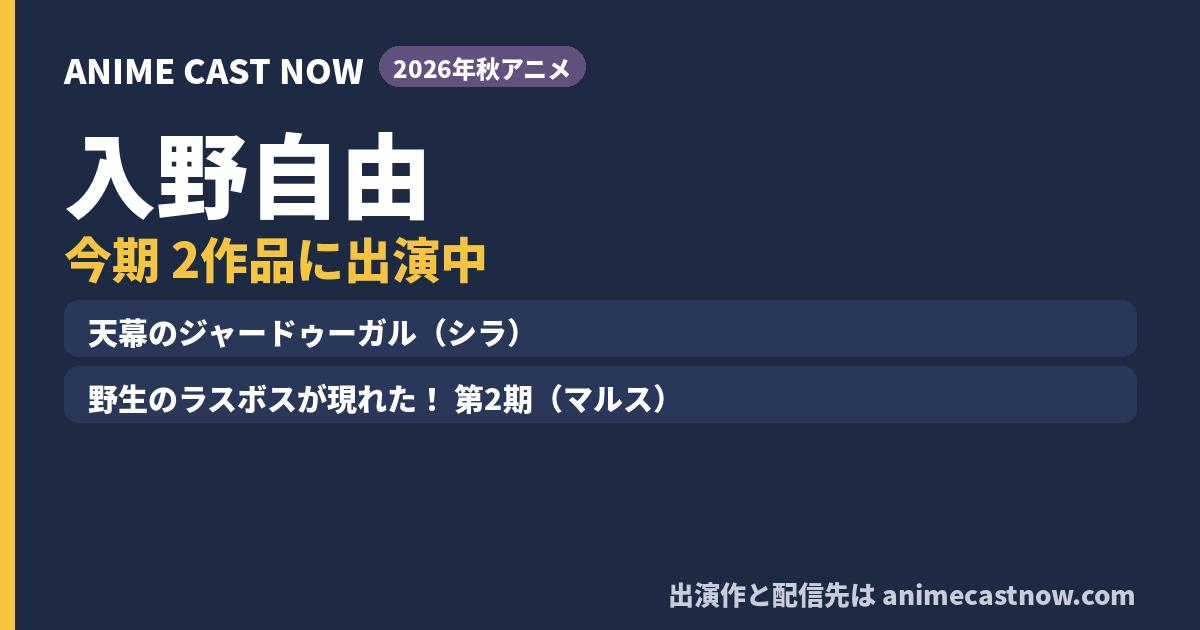 ANIME CAST NOW 2026年秋アニメ
入野自由
今期 2作品に出演中
天幕のジャードゥーガル（シラ）
野生のラスボスが現れた！ 第2期（マルス）
出演作と配信先は animecastnow.com